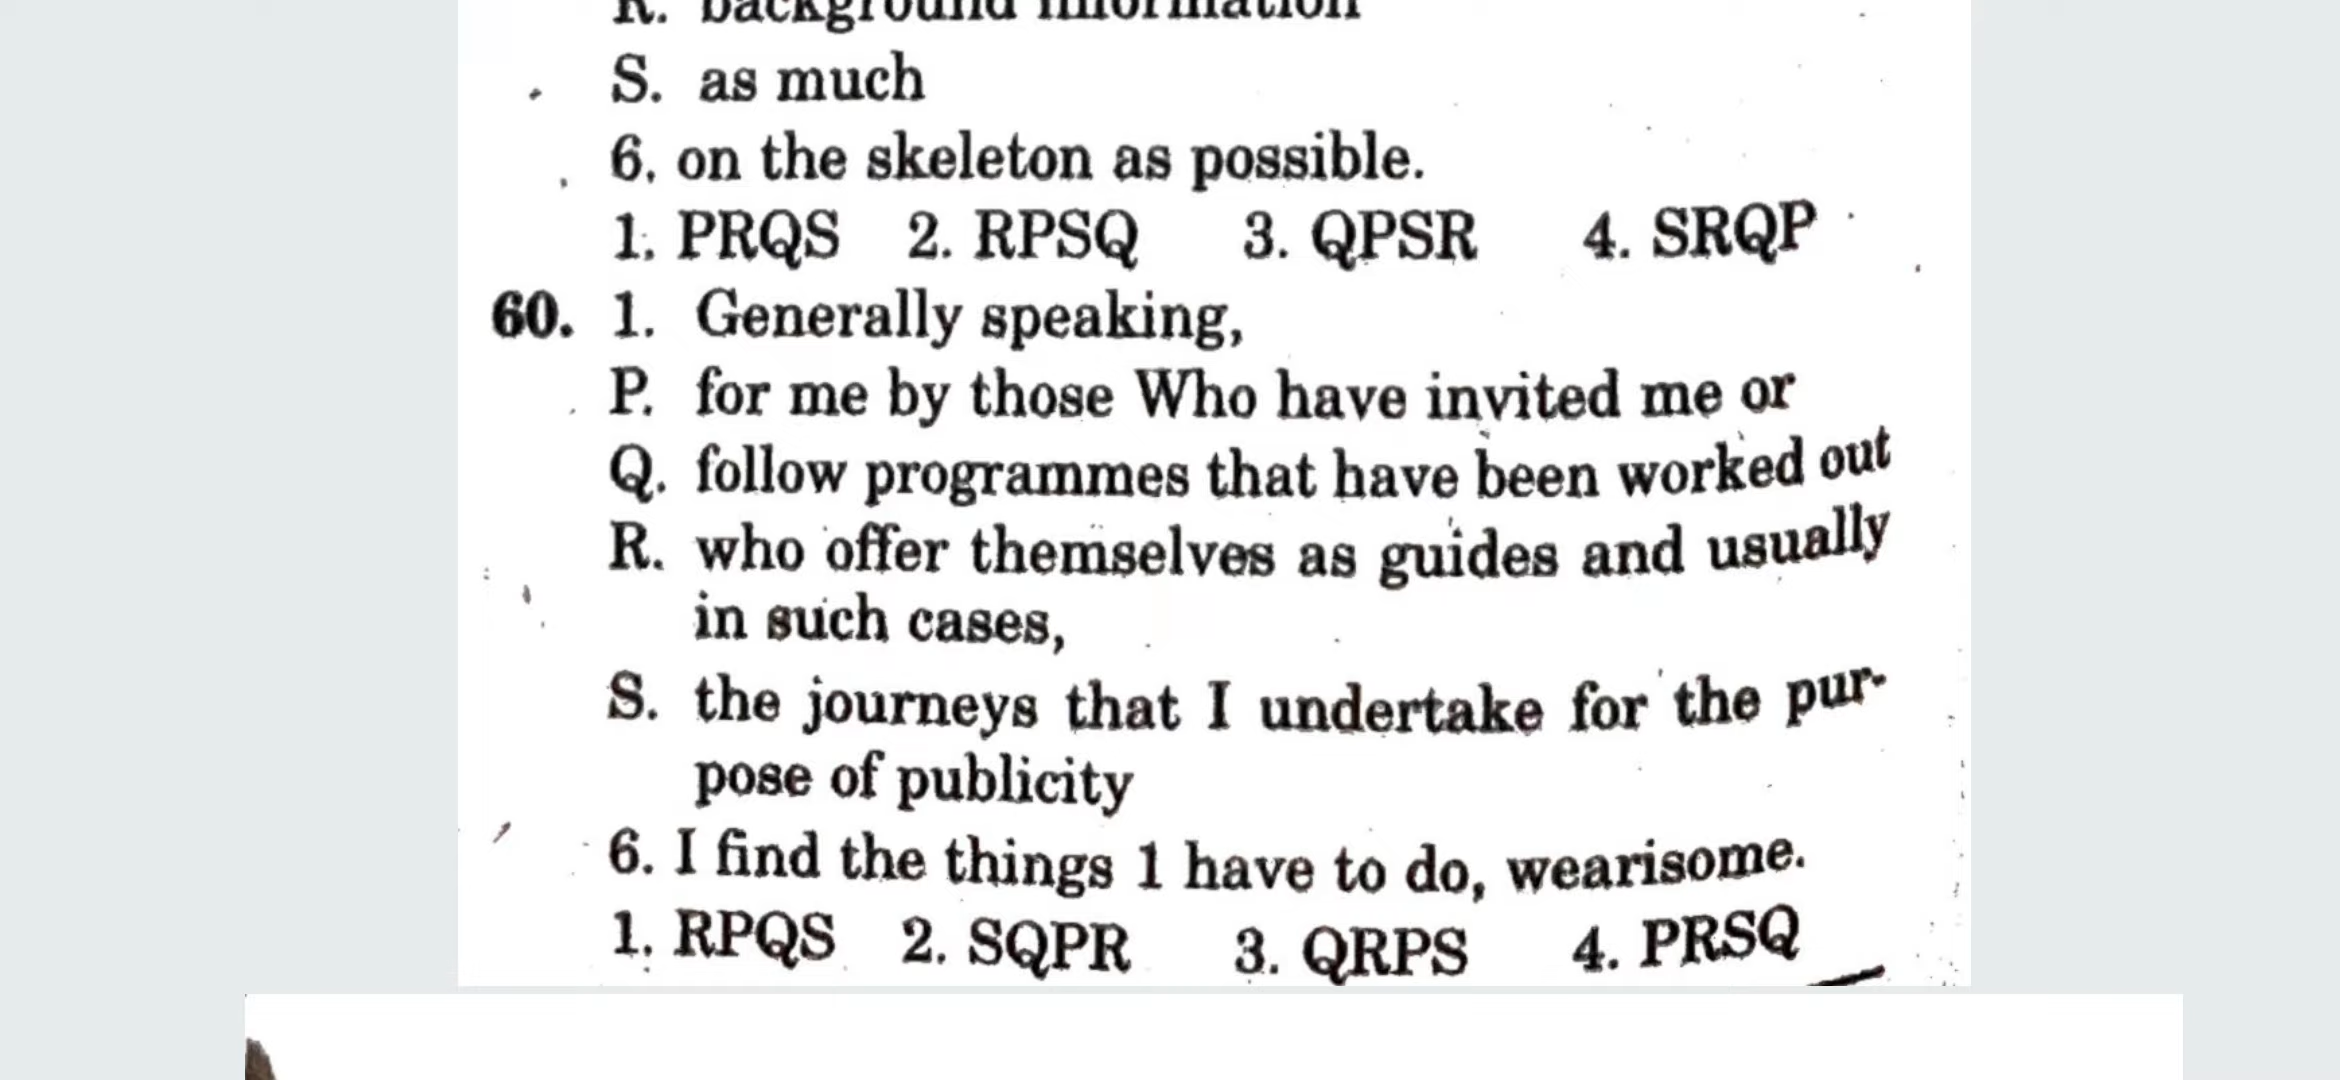 R. background information
S. as much
6. on the skeleton as possible.
1. PRQS 2. RPSQ 3. QPSR 4. SRQP
60. 1. Generally speaking,
P. for me by those Who have invited me or
Q. follow programmes that have been worked out
R. who offer themselves as guides and usually
in such cases,
S. the journeys that I undertake for the pur-
pose of publicity
6. I find the things 1 have to do, wearisome.
1. RPQS 2. SQPR 3. QRPS 4. PRSQ